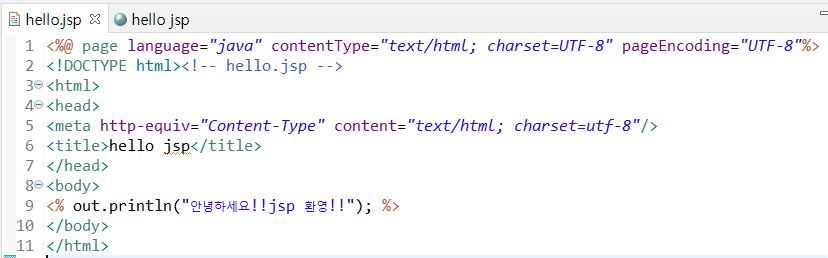 hello.jsp hello jsp
1 <%@ page language="java" contentType="text/html; charset=UTF-8" pageEncoding="UTF-8"%>
2 <!DOCTYPE html><!-- hello.jsp -->
3 <html>
4 <head>
5 <meta http-equiv="Content-Type" content="text/html; charset=utf-8"/>
6 <title>hello jsp</title>
7 </head>
8 <body>
9 <% out.println("안녕하세요!!jsp 환영!!"); %>
10 </body>
11 </html>